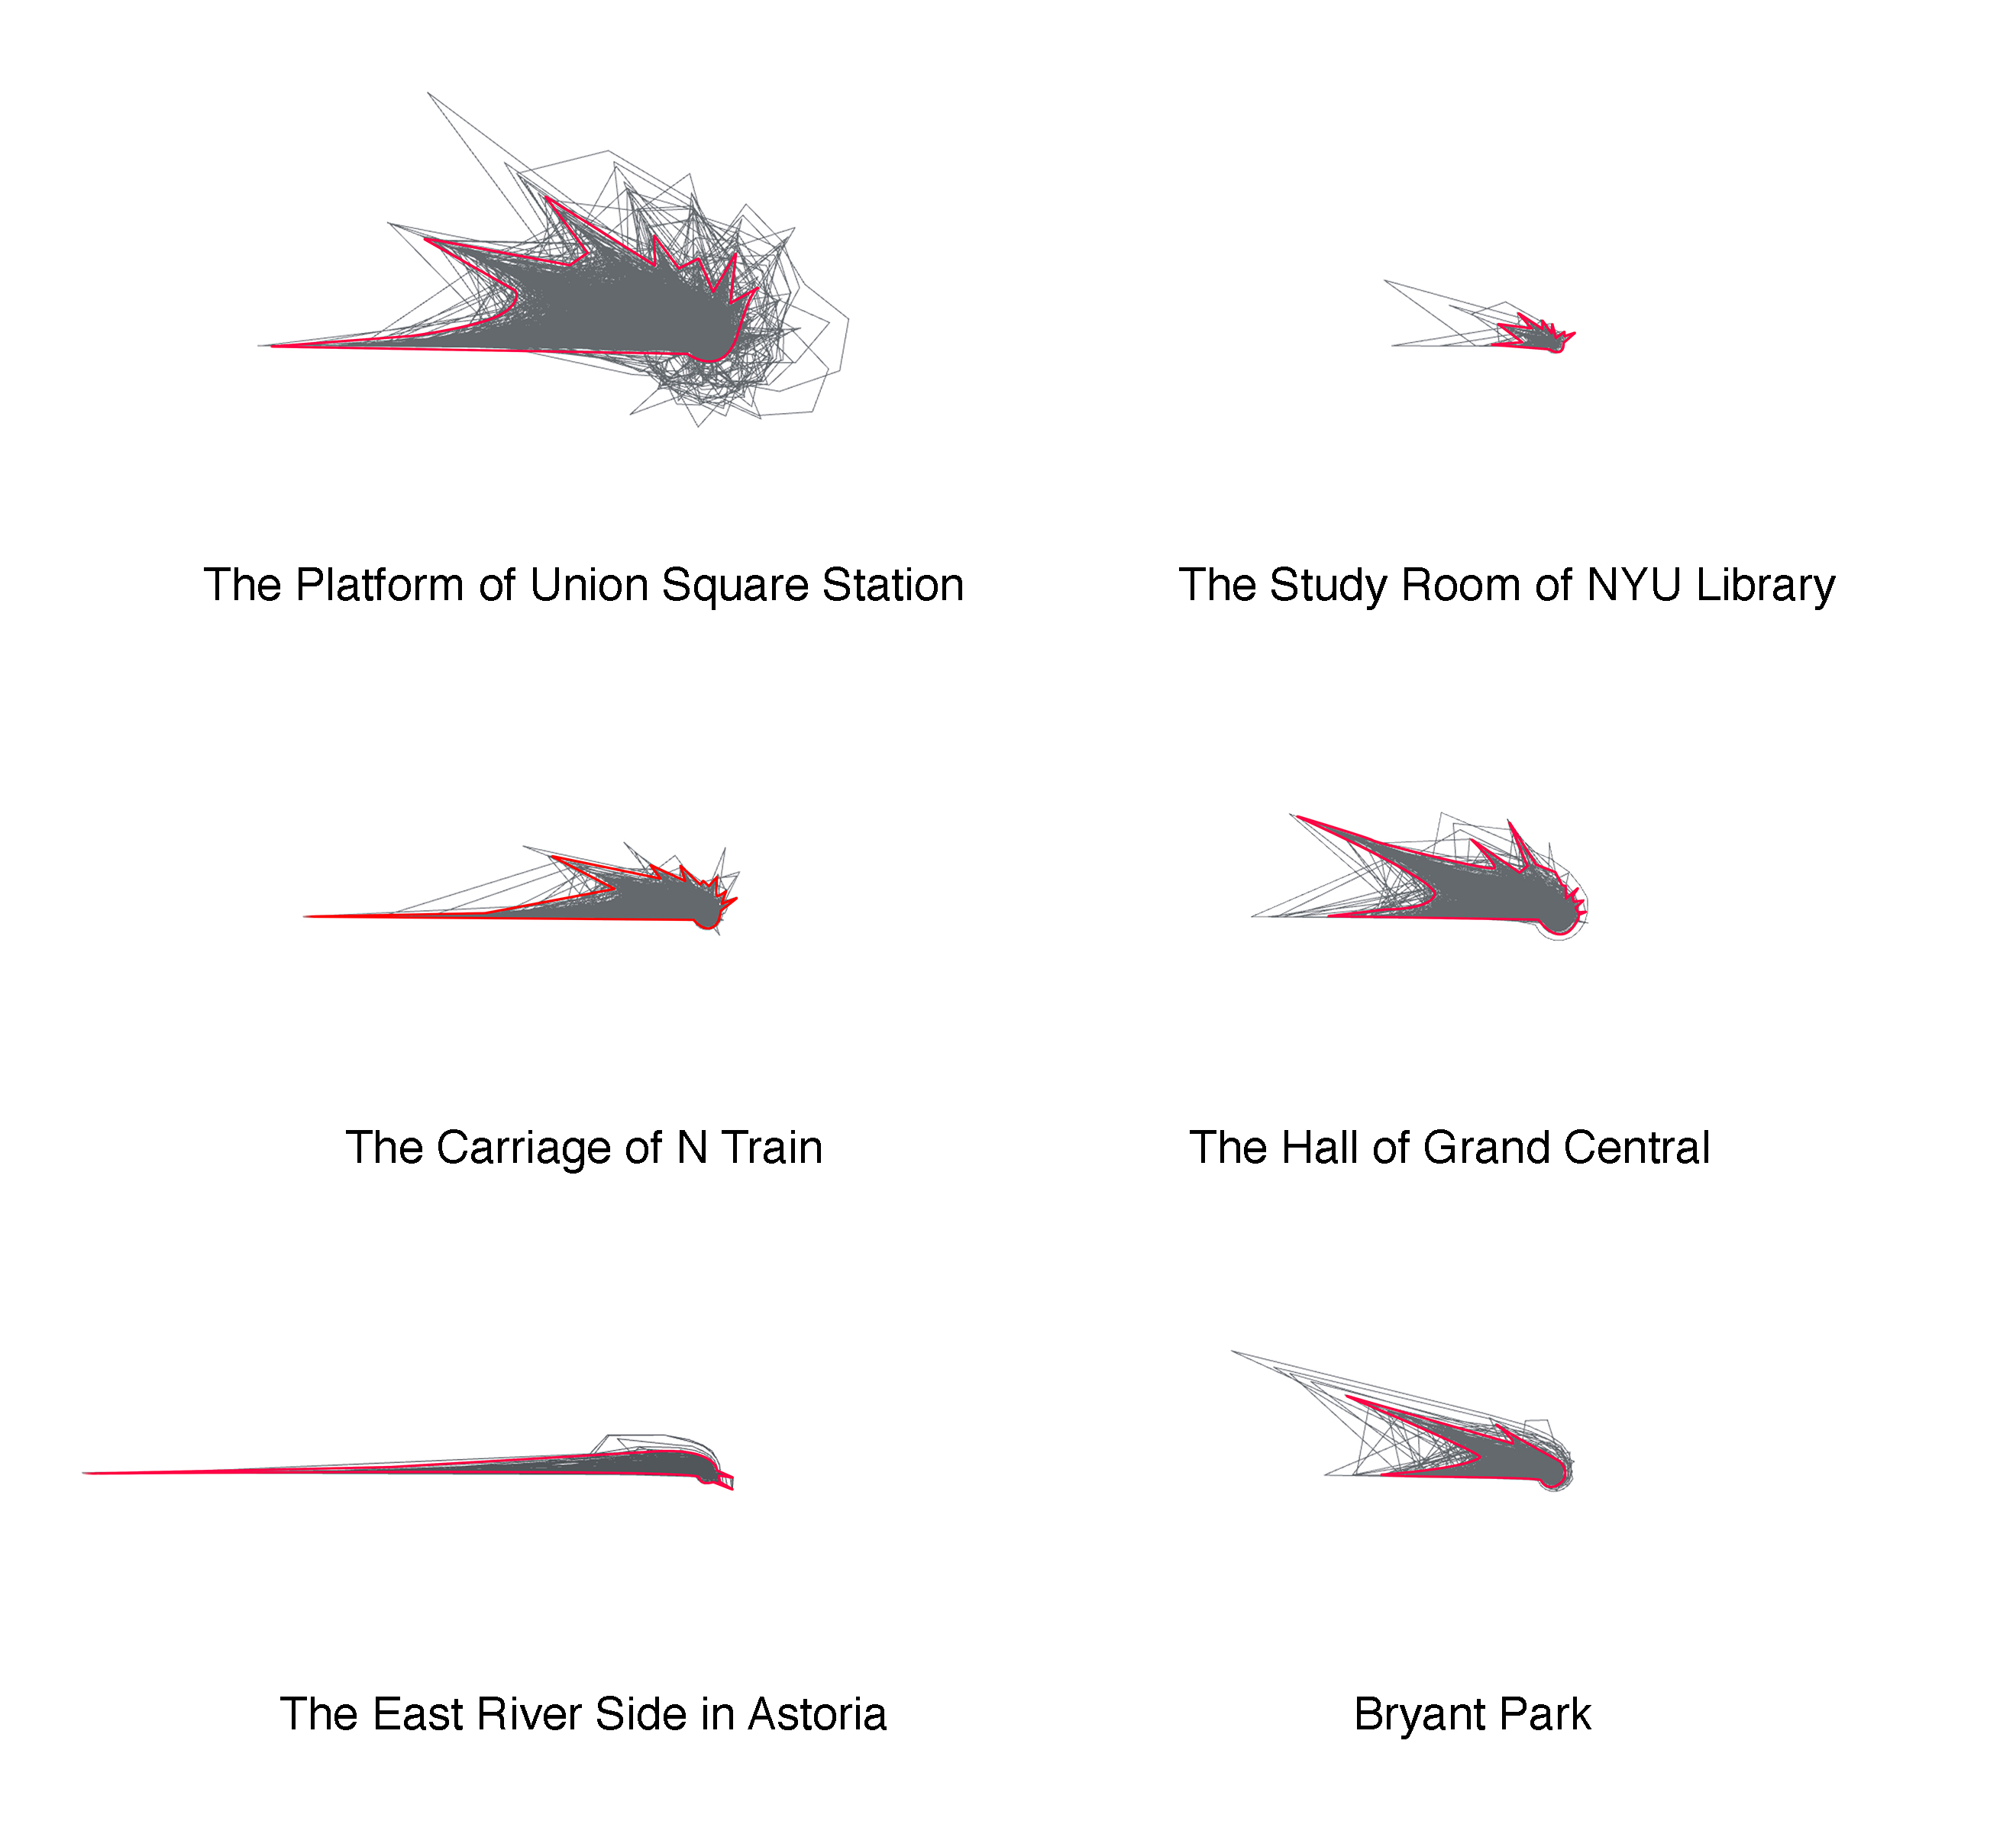 The Platform of Union Square Station
The Study Room of NYU Library
The Carriage of N Train
The Hall of Grand Central
The East River Side in Astoria
Bryant Park